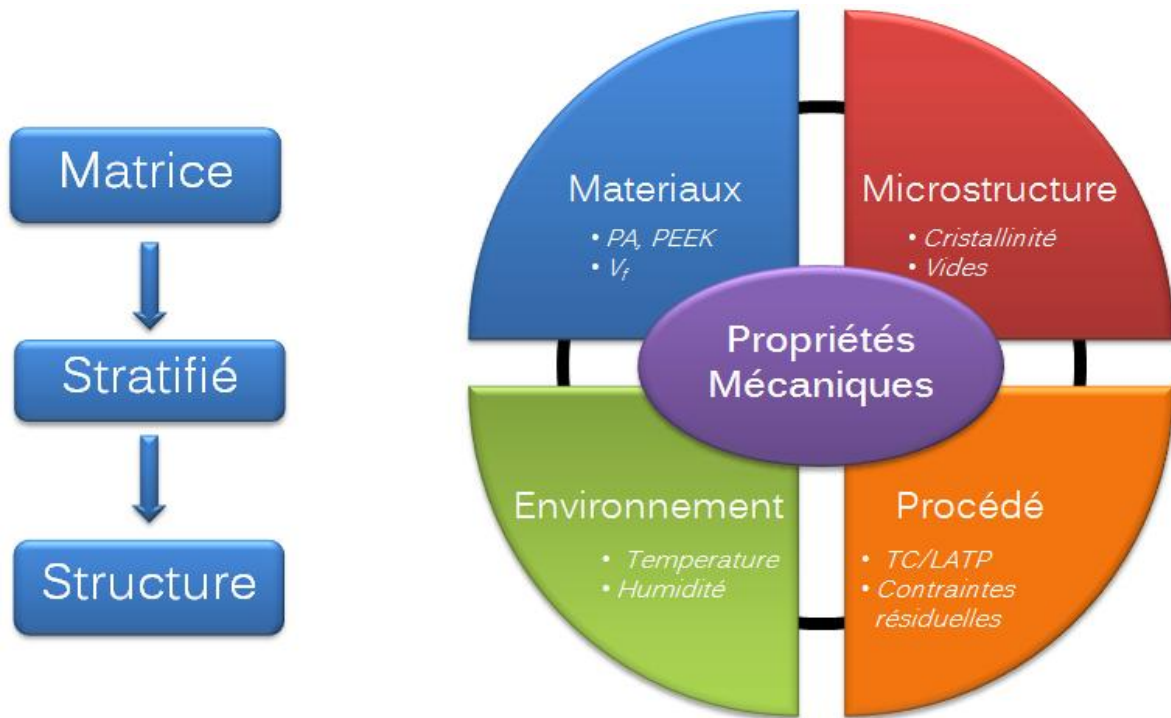 Matrice
Stratifié
Structure
Materiaux
• PA, PEEK
• Vf
Microstructure
• Cristallinité
• Vides
Propriétés
Mécaniques
Environnement
• Temperature
• Humidité
Procédé
• TC/LATP
• Contraintes
résiduelles